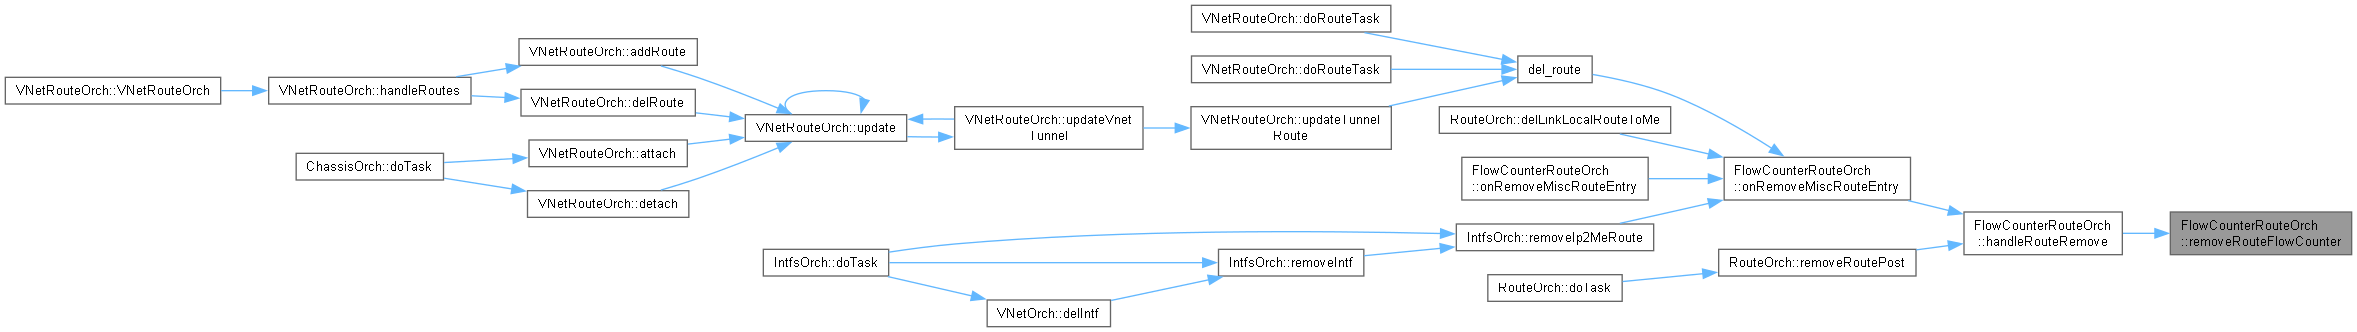 VNetRouteOrch::VNetRouteOrch
VNetRouteOrch::handleRoutes
VNetRouteOrch::addRoute
VNetRouteOrch::delRoute
ChassisOrch::doTask
VNetRouteOrch::attach
VNetRouteOrch::detach
VNetRouteOrch::update
VNetRouteOrch::updateVnet
Tunnel
VNetRouteOrch::doRouteTask
VNetRouteOrch::doRouteTask
VNetRouteOrch::updateTunnel
Route
del_route
RouteOrch::delLinkLocalRouteToMe
FlowCounterRouteOrch
::onRemoveMiscRouteEntry
IntfsOrch::removeIp2MeRoute
IntfsOrch::doTask
IntfsOrch::removeIntf
VNetOrch::delIntf
FlowCounterRouteOrch
::onRemoveMiscRouteEntry
RouteOrch::removeRoutePost
RouteOrch::doTask
FlowCounterRouteOrch
::handleRouteRemove
FlowCounterRouteOrch
::removeRouteFlowCounter